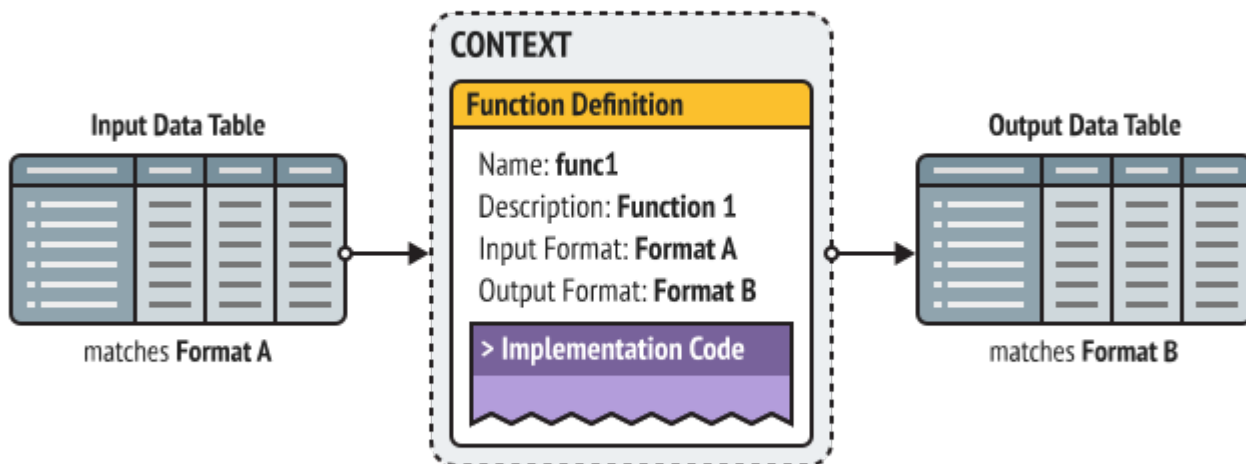 CONTEXT
Function Definition
Input Data Table
Output Data Table
Name: func1
Description: Function 1
Input Format: Format A
Output Format: Format B
> Implementation Code
matches Format A
matches Format B